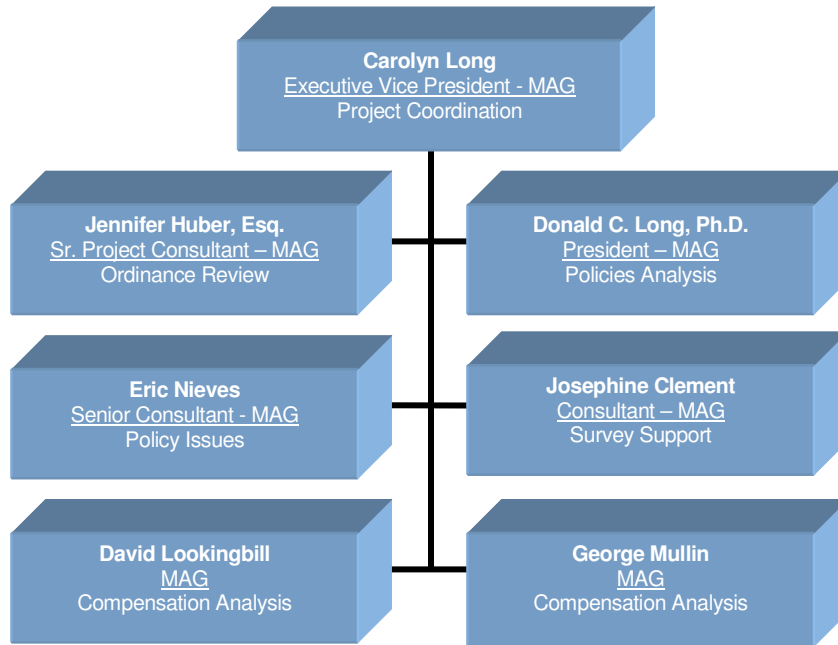 Carolyn Long
Executive Vice President - MAG
Project Coordination
Jennifer Huber, Esq.
Sr. Project Consultant – MAG
Ordinance Review
Donald C. Long, Ph.D.
President – MAG
Policies Analysis
Eric Nieves
Senior Consultant - MAG
Policy Issues
Josephine Clement
Consultant – MAG
Survey Support
David Lookingbill
MAG
Compensation Analysis
George Mullin
MAG
Compensation Analysis